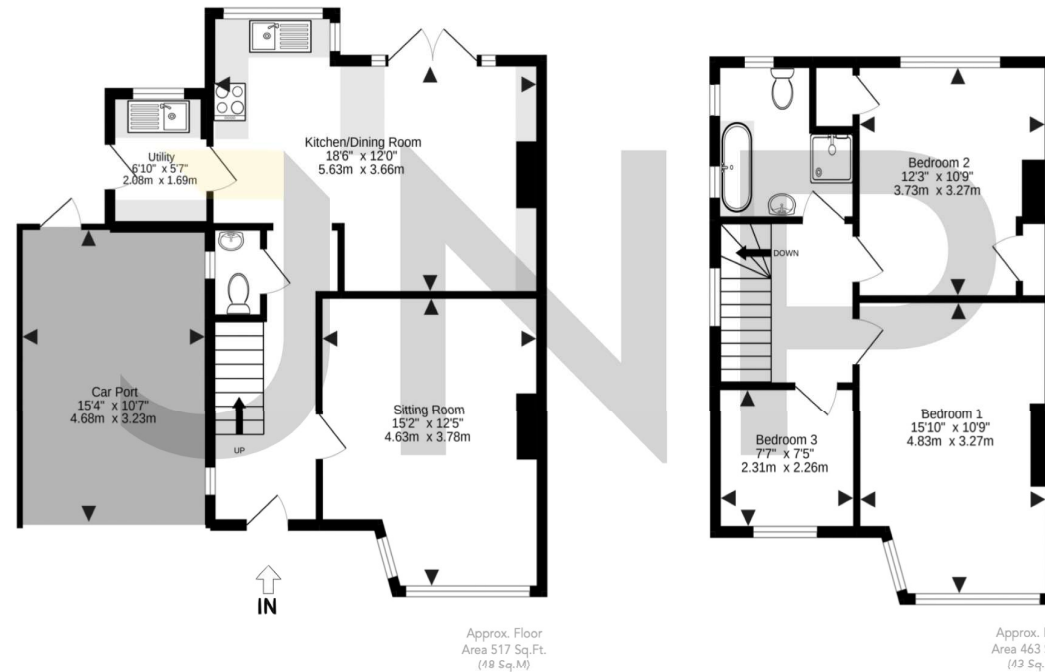 Kitchen/Dining Room
18'6" x 12'0"
5.63m x 3.66m
Utility
6'10" x 5'7"
2.08m x 1.69m
Car Port
15'4" x 10'7"
4.68m x 3.23m
UP
Sitting Room
15'2" x 12'5"
4.63m x 3.78m
IN
Approx. Floor
Area 517 Sq.Ft.
(48 Sq.M)
Bedroom 2
12'3" x 10'9"
3.73m x 3.27m
DOWN
Bedroom 1
15'10" x 10'9"
4.83m x 3.27m
Bedroom 3
7'7" x 7'5"
2.31m x 2.26m
Approx.
Area 463
(43 Sq.
JNP